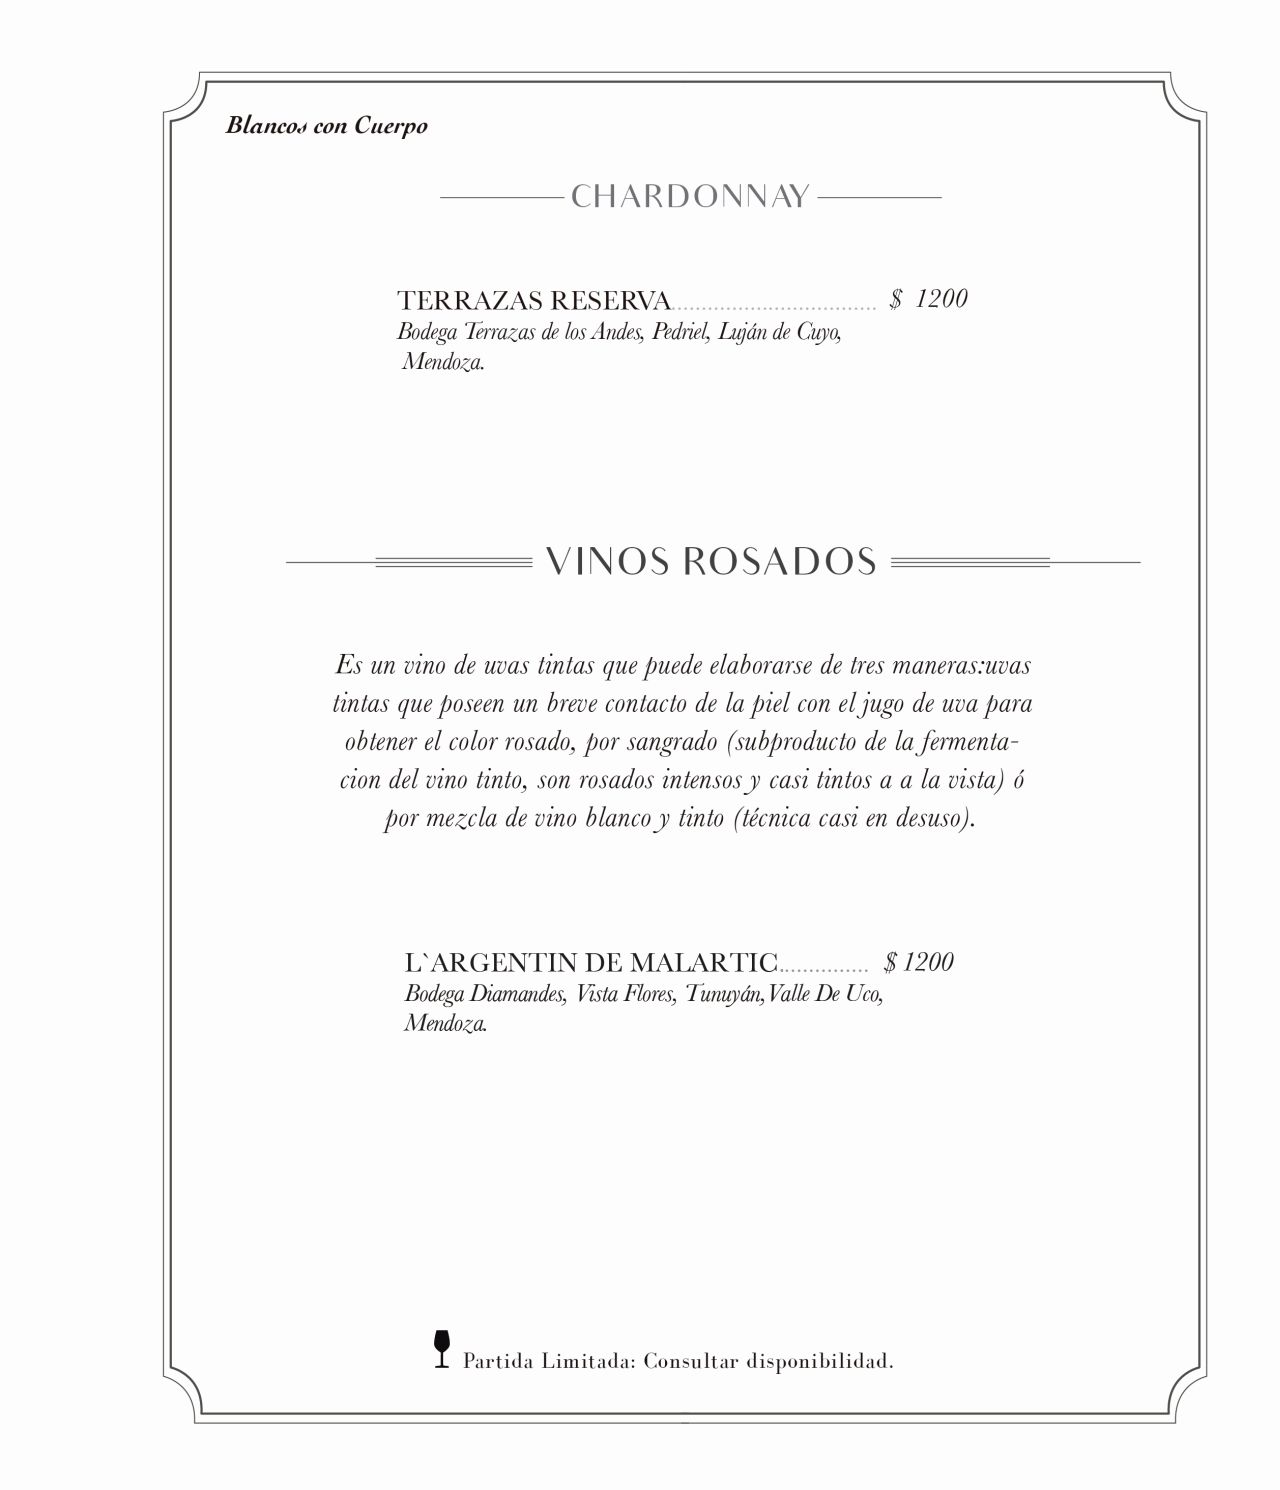 Blancos con Cuerpo
CHARDONNAY
TERRAZAS RESERVA.................................. $ 1200
Bodega Terrazas de los Andes, Pedriel, Luján de Cuyo,
Mendoza.
VINOS ROSADOS
Es un vino de uvas tintas que puede elaborarse de tres maneras:uvas
tintas que poseen un breve contacto de la piel con el jugo de uva para
obtener el color rosado, por sangrado (subproducto de la fermenta-
cion del vino tinto, son rosados intensos y casi tintos a a la vista) ó
por mezcla de vino blanco y tinto (técnica casi en desuso).
L`ARGENTIN DE MALARTIC............... $ 1200
Bodega Diamandes, Vista Flores, Tunuyán, Valle De Uco,
Mendoza.
Partida Limitada: Consultar disponibilidad.